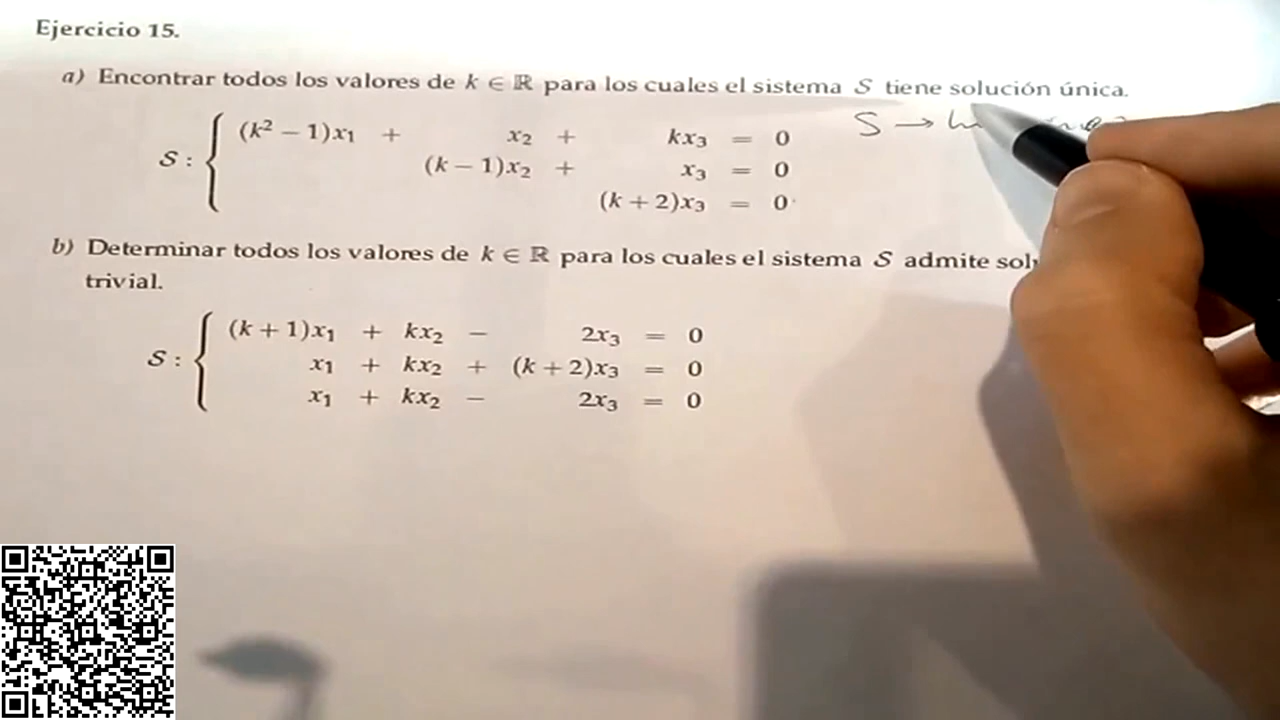 Ejercicio 15.
a) Encontrar todos los valores de k ∈ ℝ para los cuales el sistema S tiene solución única.
S →
S : { (k² − 1)x₁ + x₂ + kx₃ = 0
(k − 1)x₂ + x₃ = 0
(k + 2)x₃ = 0
b) Determinar todos los valores de k ∈ ℝ para los cuales el sistema S admite
trivial.
S : { (k + 1)x₁ + kx₂ − 2x₃ = 0
x₁ + kx₂ + (k + 2)x₃ = 0
x₁ + kx₂ − 2x₃ = 0